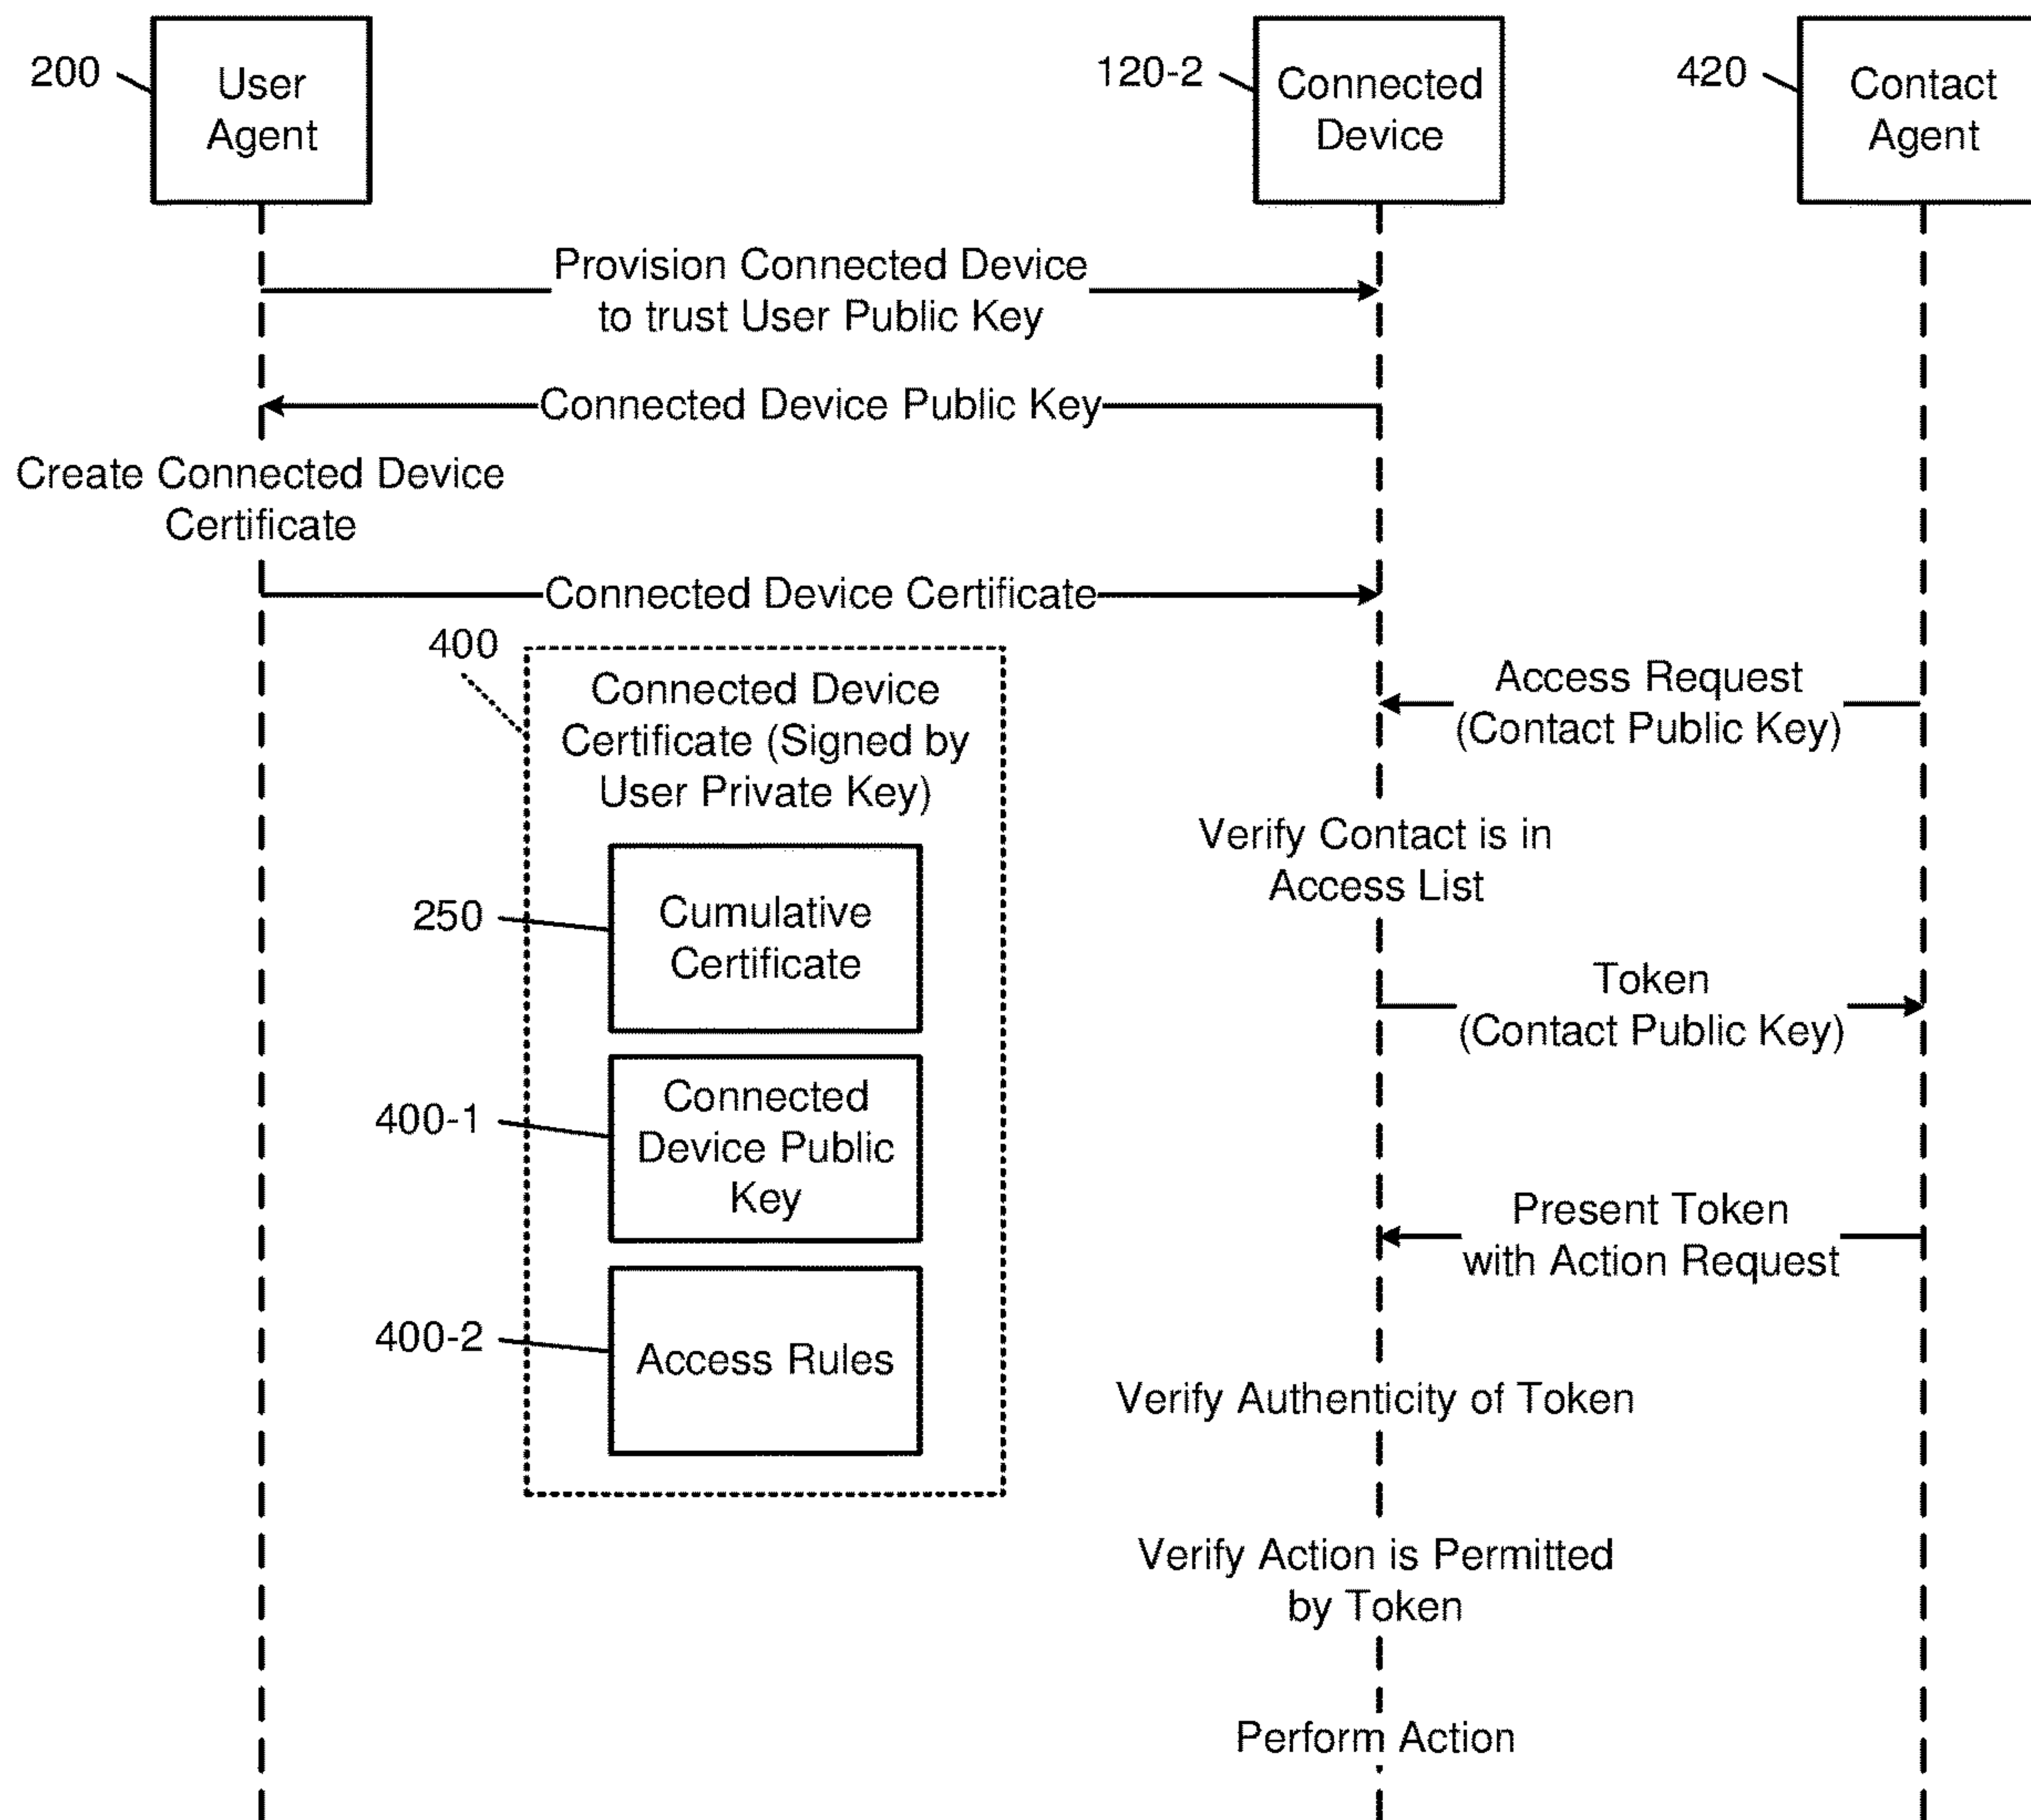 200
User
Agent
120-2
Connected
Device
420
Contact
Agent
Provision Connected Device
to trust User Public Key
Connected Device Public Key
Create Connected Device
Certificate
Connected Device Certificate
400
Connected Device
Certificate (Signed by
User Private Key)
Access Request
(Contact Public Key)
Verify Contact is in
Access List
250
Cumulative
Certificate
Token
(Contact Public Key)
400-1
Connected
Device Public
Key
Present Token
with Action Request
400-2
Access Rules
Verify Authenticity of Token
Verify Action is Permitted
by Token
Perform Action